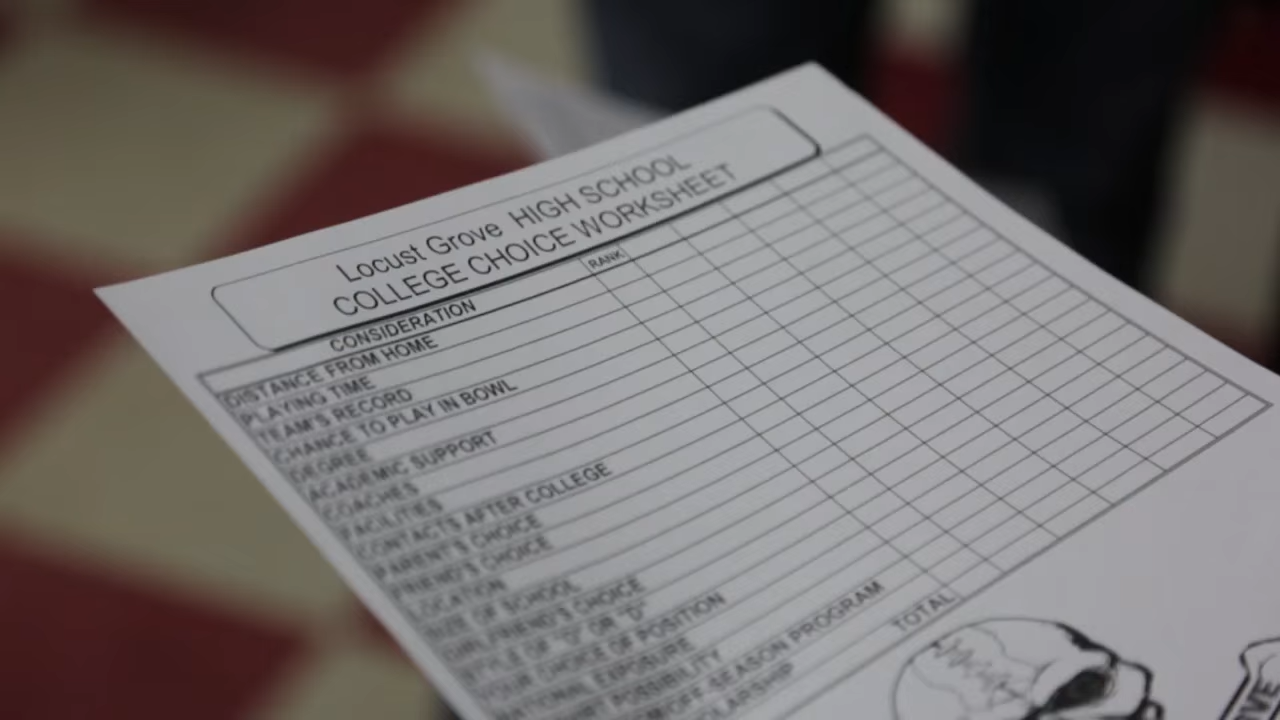 Locust Grove HIGH SCHOOL
COLLEGE CHOICE WORKSHEET
CONSIDERATION RANK
DISTANCE FROM HOME
PLAYING TIME
TEAM'S RECORD
CHANCE TO PLAY IN BOWL
DEGREE
ACADEMIC SUPPORT
COACHES
FACILITIES
CONTACTS AFTER COLLEGE
PARENT'S CHOICE
FRIEND'S CHOICE
LOCATION
SIZE OF SCHOOL
GIRLFRIEND'S CHOICE
STYLE OF "O" OR "D"
YOUR CHOICE OF POSITION
EXPOSURE
POSSIBILITY
OFF SEASON PROGRAM
TOTAL